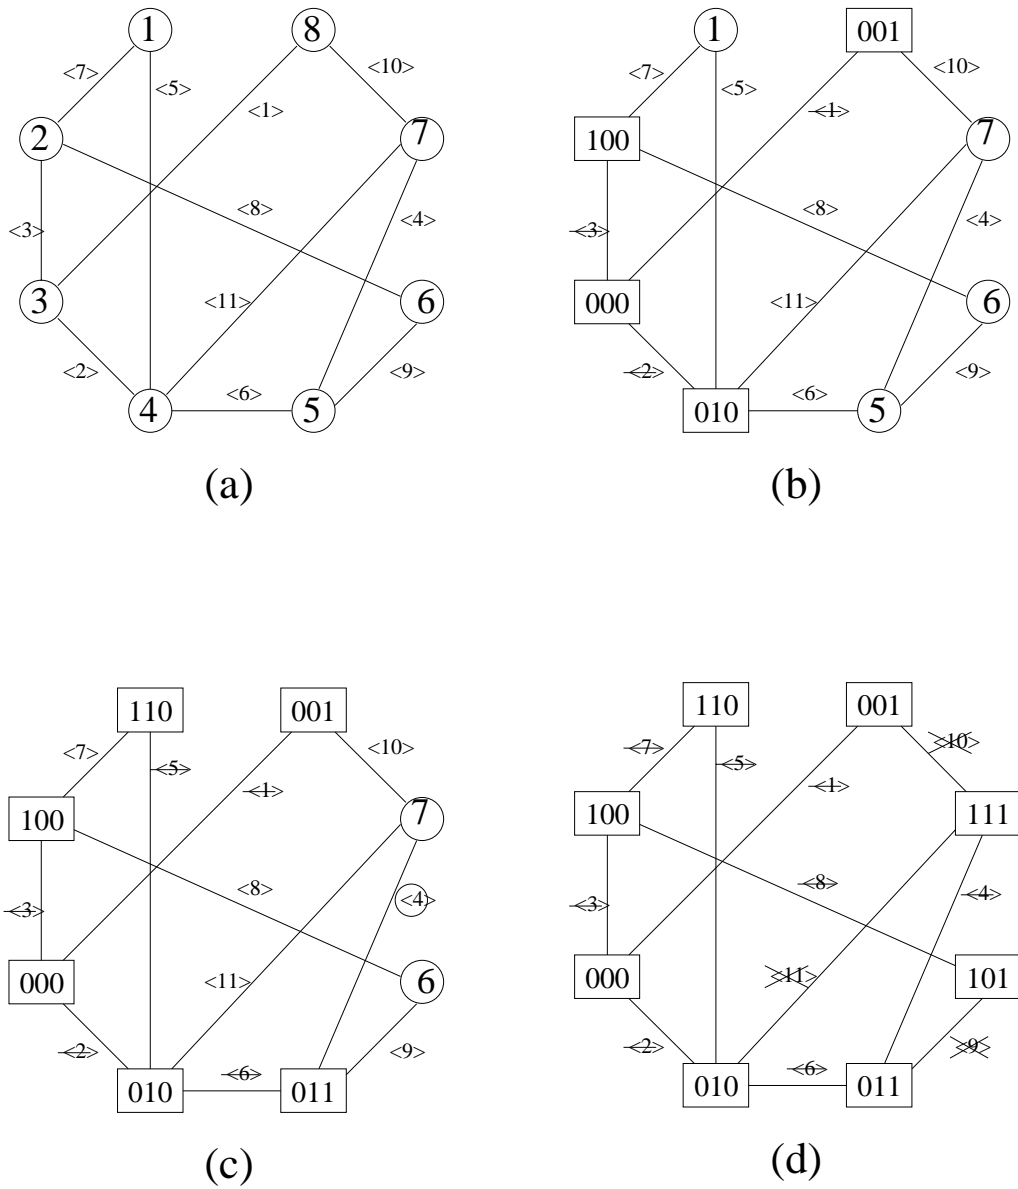 1 8 1 001
<7> <5> <10> <7> <5> <10>
<1> <1>
2 7 100 7
<8> <4> <8> <4>
<3> <3>
3 <11> 6 000 <11> 6
<2> <9> <2> <9>
4 <6> 5 010 <6> 5
(a) (b)
110 001 110 001
<7> <5> <10> <7> <5> <10>
<1> <1>
100 7 100 111
<8> <4> <8> <4>
<3> <3>
000 <11> 6 000 <11> 101
<2> <9> <2> <9>
010 <6> 011 010 <6> 011
(c) (d)